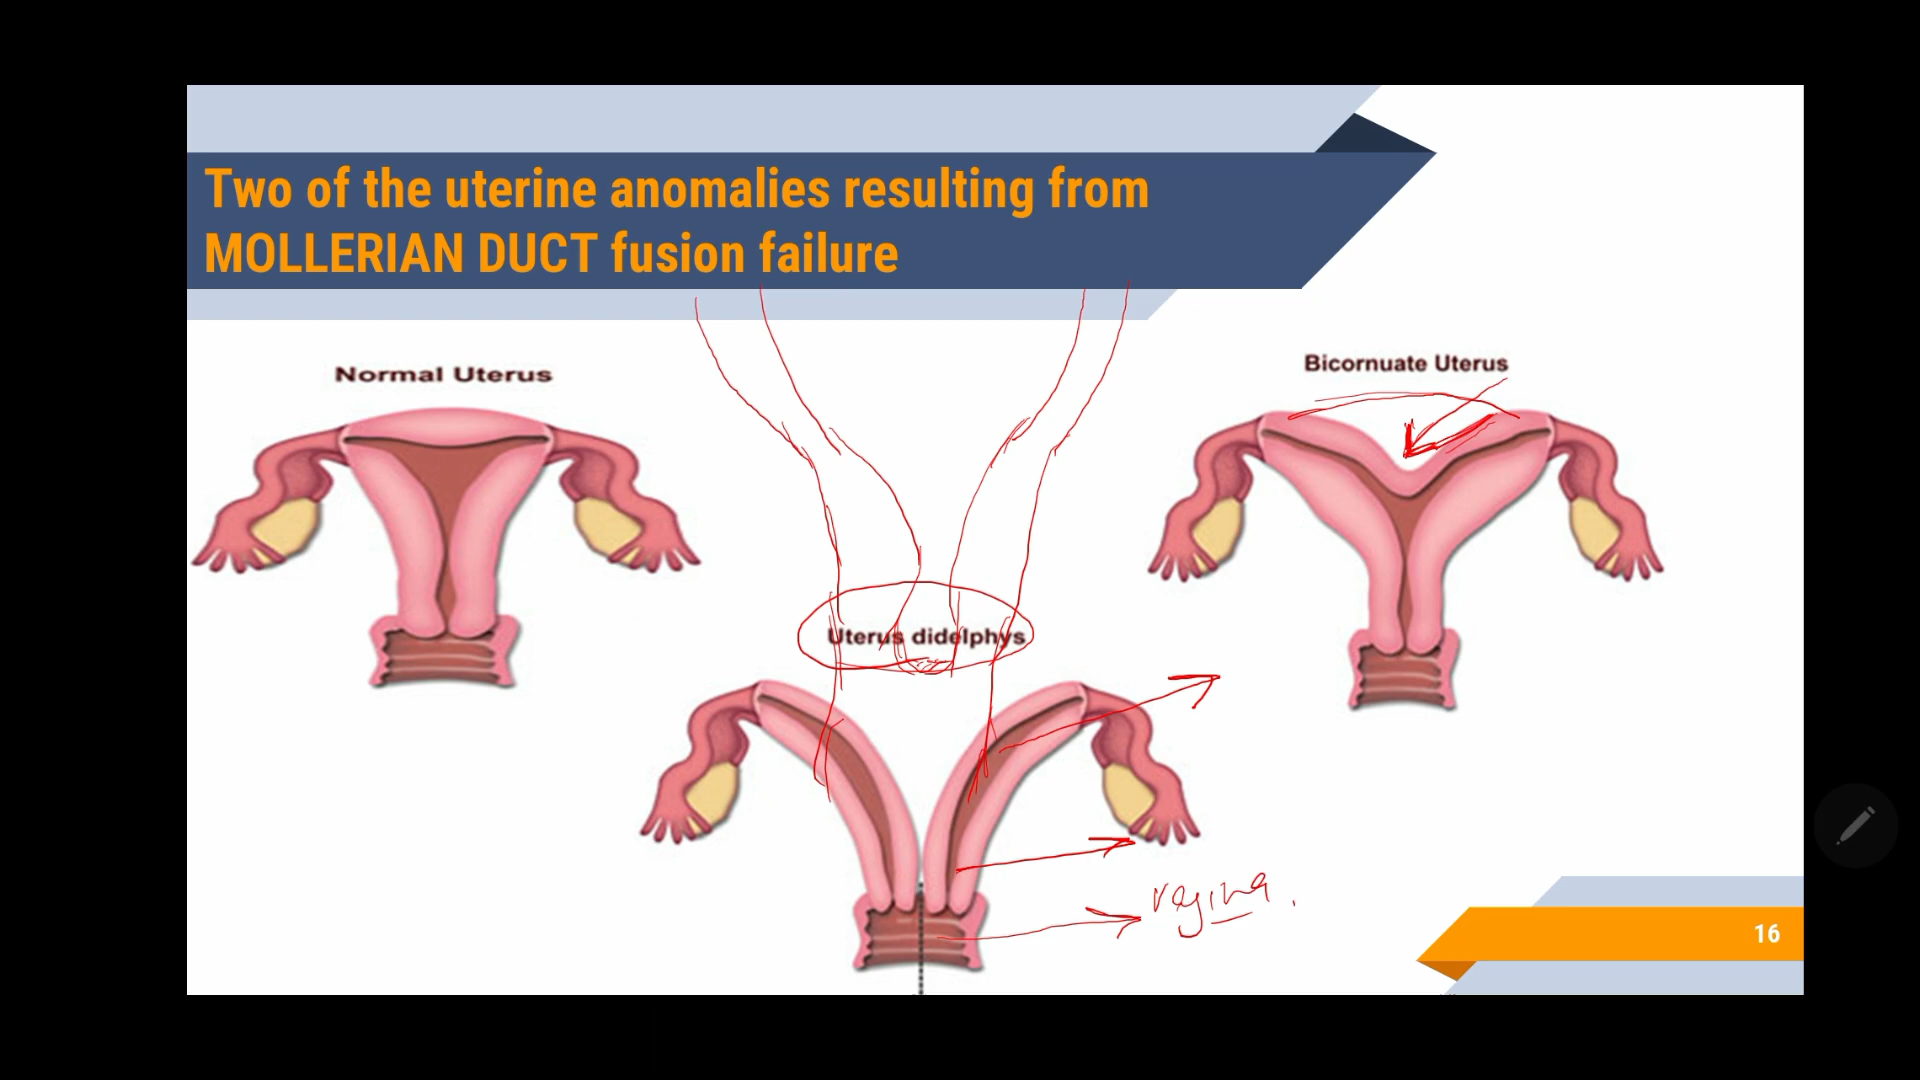 Two of the uterine anomalies resulting from
MOLLERIAN DUCT fusion failure
Normal Uterus
Bicornuate Uterus
Uterus didelphys
vagina.
16